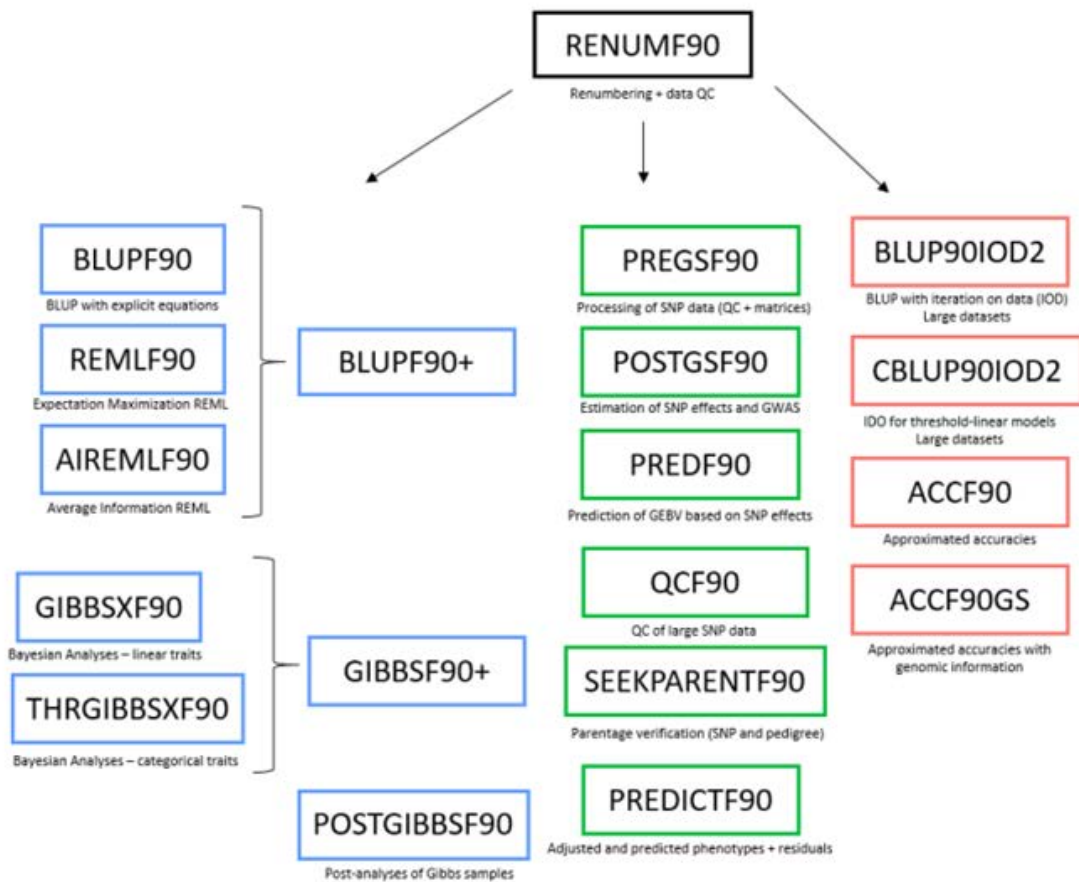 RENUMF90
Renumbering + data QC
BLUPF90
BLUP with explicit equations
REMLF90
Expectation Maximization REML
AIREMLF90
Average Information REML
BLUPF90+
GIBBSXF90
Bayesian Analyses – linear traits
THRGIBBSXF90
Bayesian Analyses – categorical traits
GIBBSF90+
POSTGIBBSF90
Post-analyses of Gibbs samples
PREGSF90
Processing of SNP data (QC + matrices)
POSTGSF90
Estimation of SNP effects and GWAS
PREDF90
Prediction of GEBV based on SNP effects
QCF90
QC of large SNP data
SEEKPARENTF90
Parentage verification (SNP and pedigree)
PREDICTF90
Adjusted and predicted phenotypes + residuals
BLUP90IOD2
BLUP with iteration on data (IOD)
Large datasets
CBLUP90IOD2
IDO for threshold-linear models
Large datasets
ACCF90
Approximated accuracies
ACCF90GS
Approximated accuracies with
genomic information